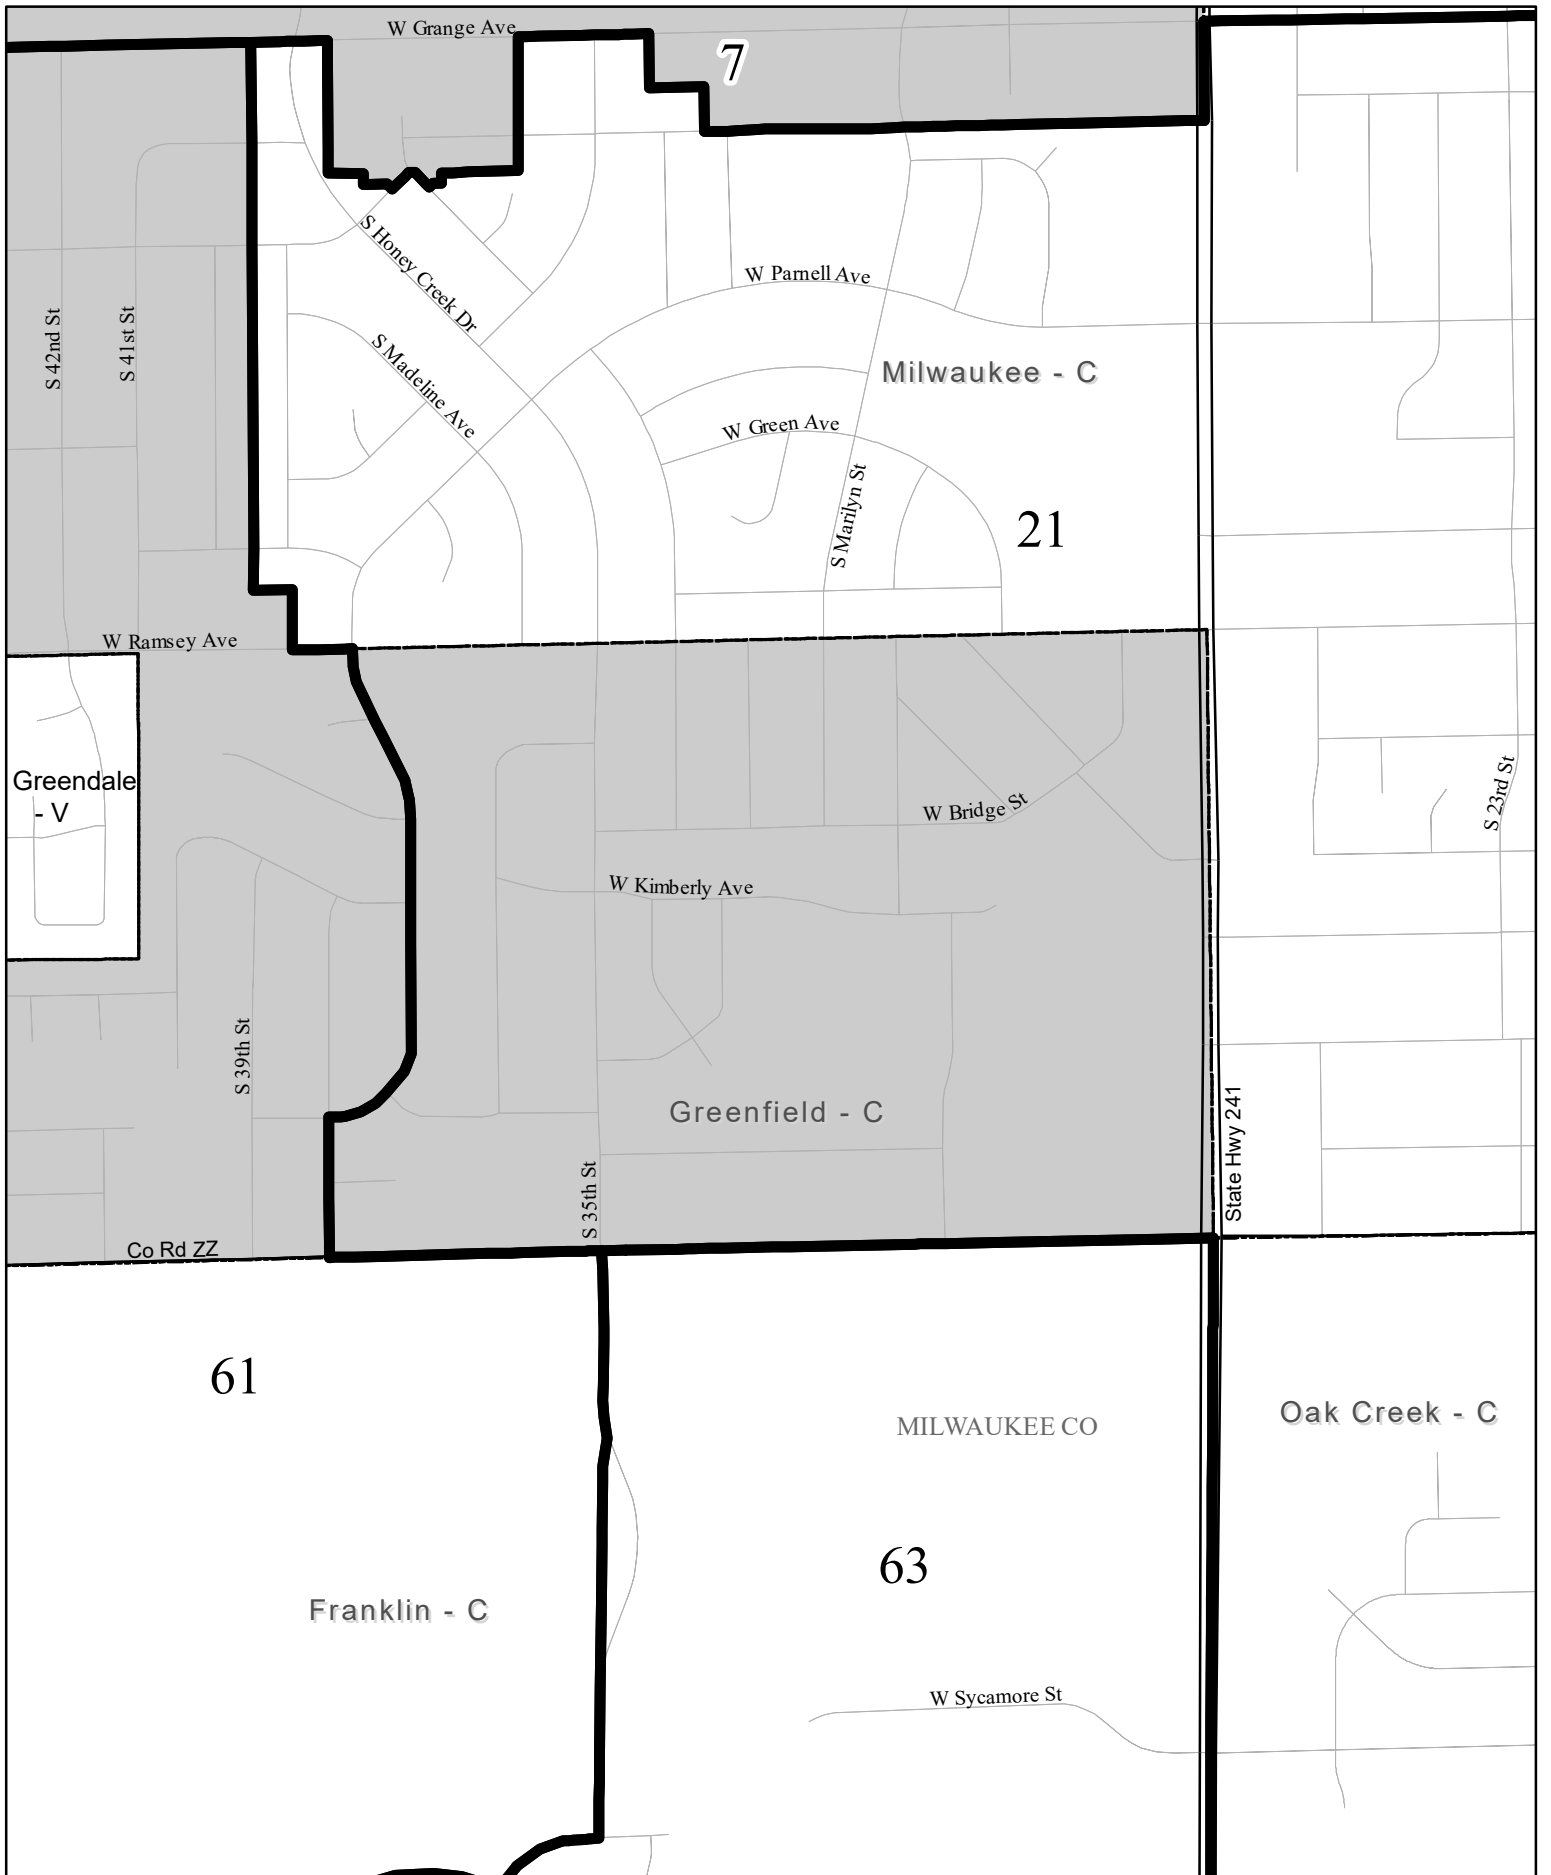 W Grange Ave
7
S Honey Creek Dr
W Parnell Ave
S 42nd St
S 41st St
S Madeline Ave
Milwaukee - C
W Green Ave
S Marilyn St
21
W Ramsey Ave
Greendale
- V
W Bridge St
S 23rd St
W Kimberly Ave
S 39th St
Greenfield - C
State Hwy 241
S 35th St
Co Rd ZZ
61
Oak Creek - C
MILWAUKEE CO
63
Franklin - C
W Sycamore St